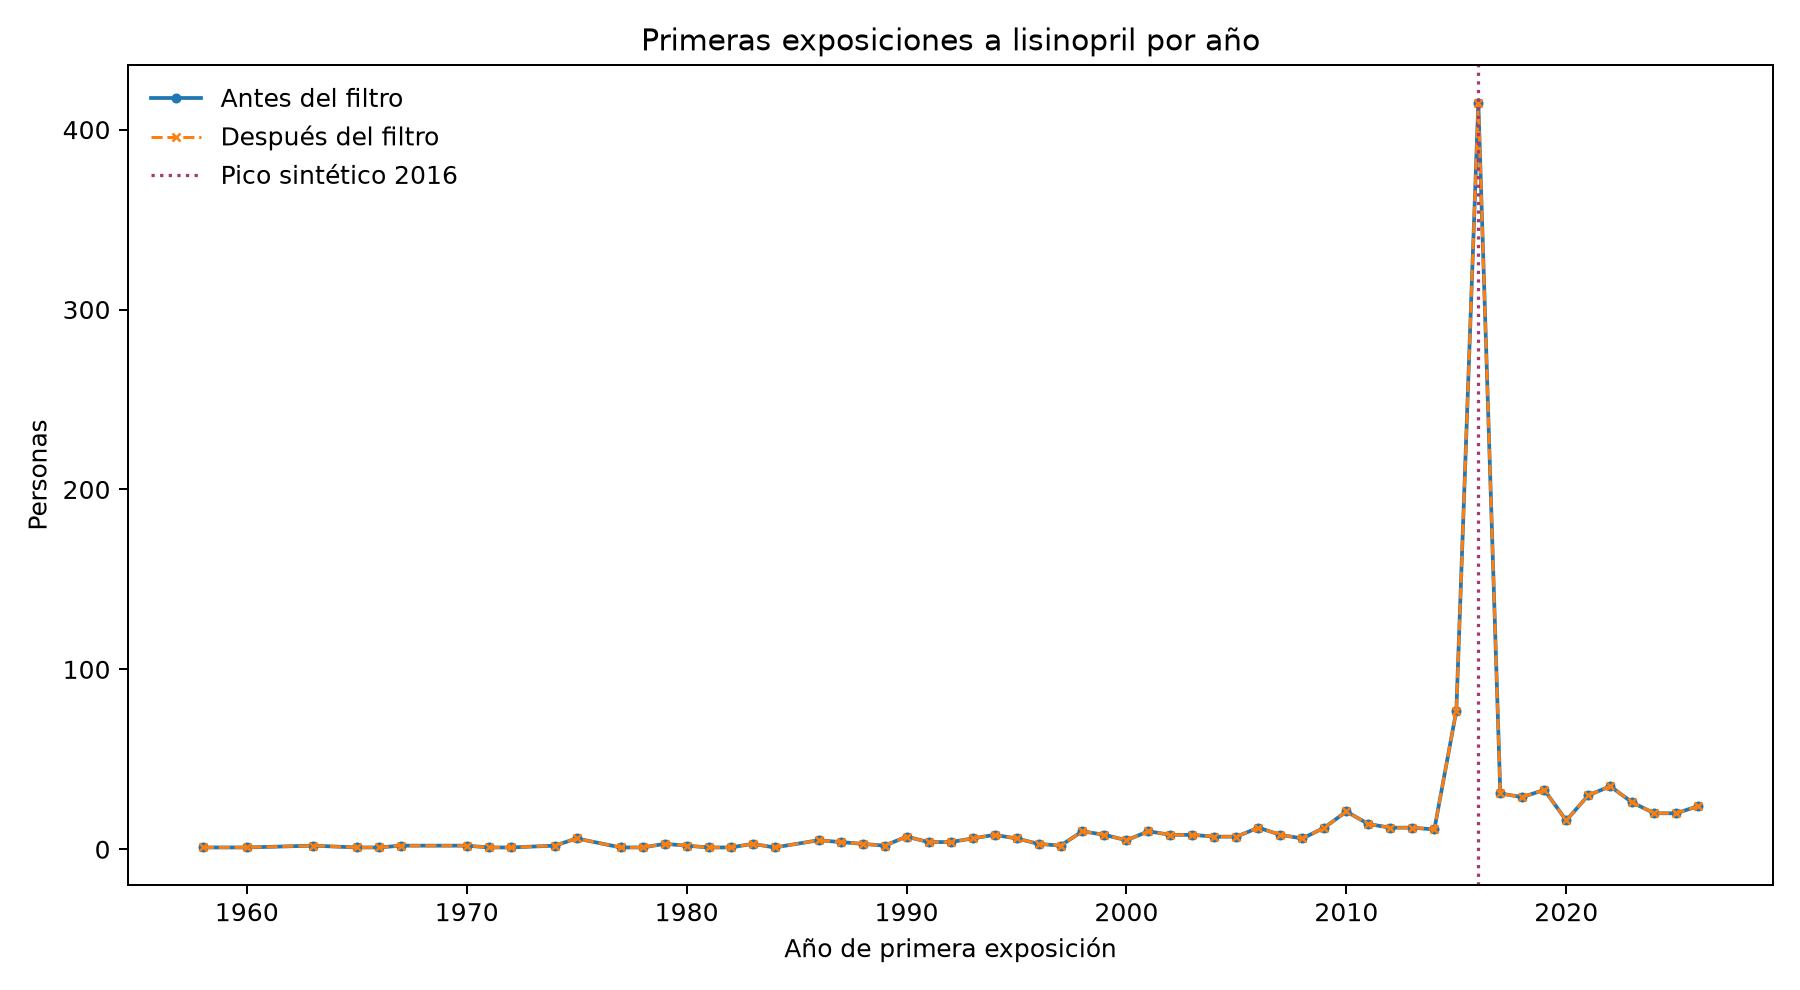 Primeras exposiciones a lisinopril por año
Antes del filtro
Después del filtro
Pico sintético 2016
400
300
200
100
0
Personas
1960 1970 1980 1990 2000 2010 2020
Año de primera exposición